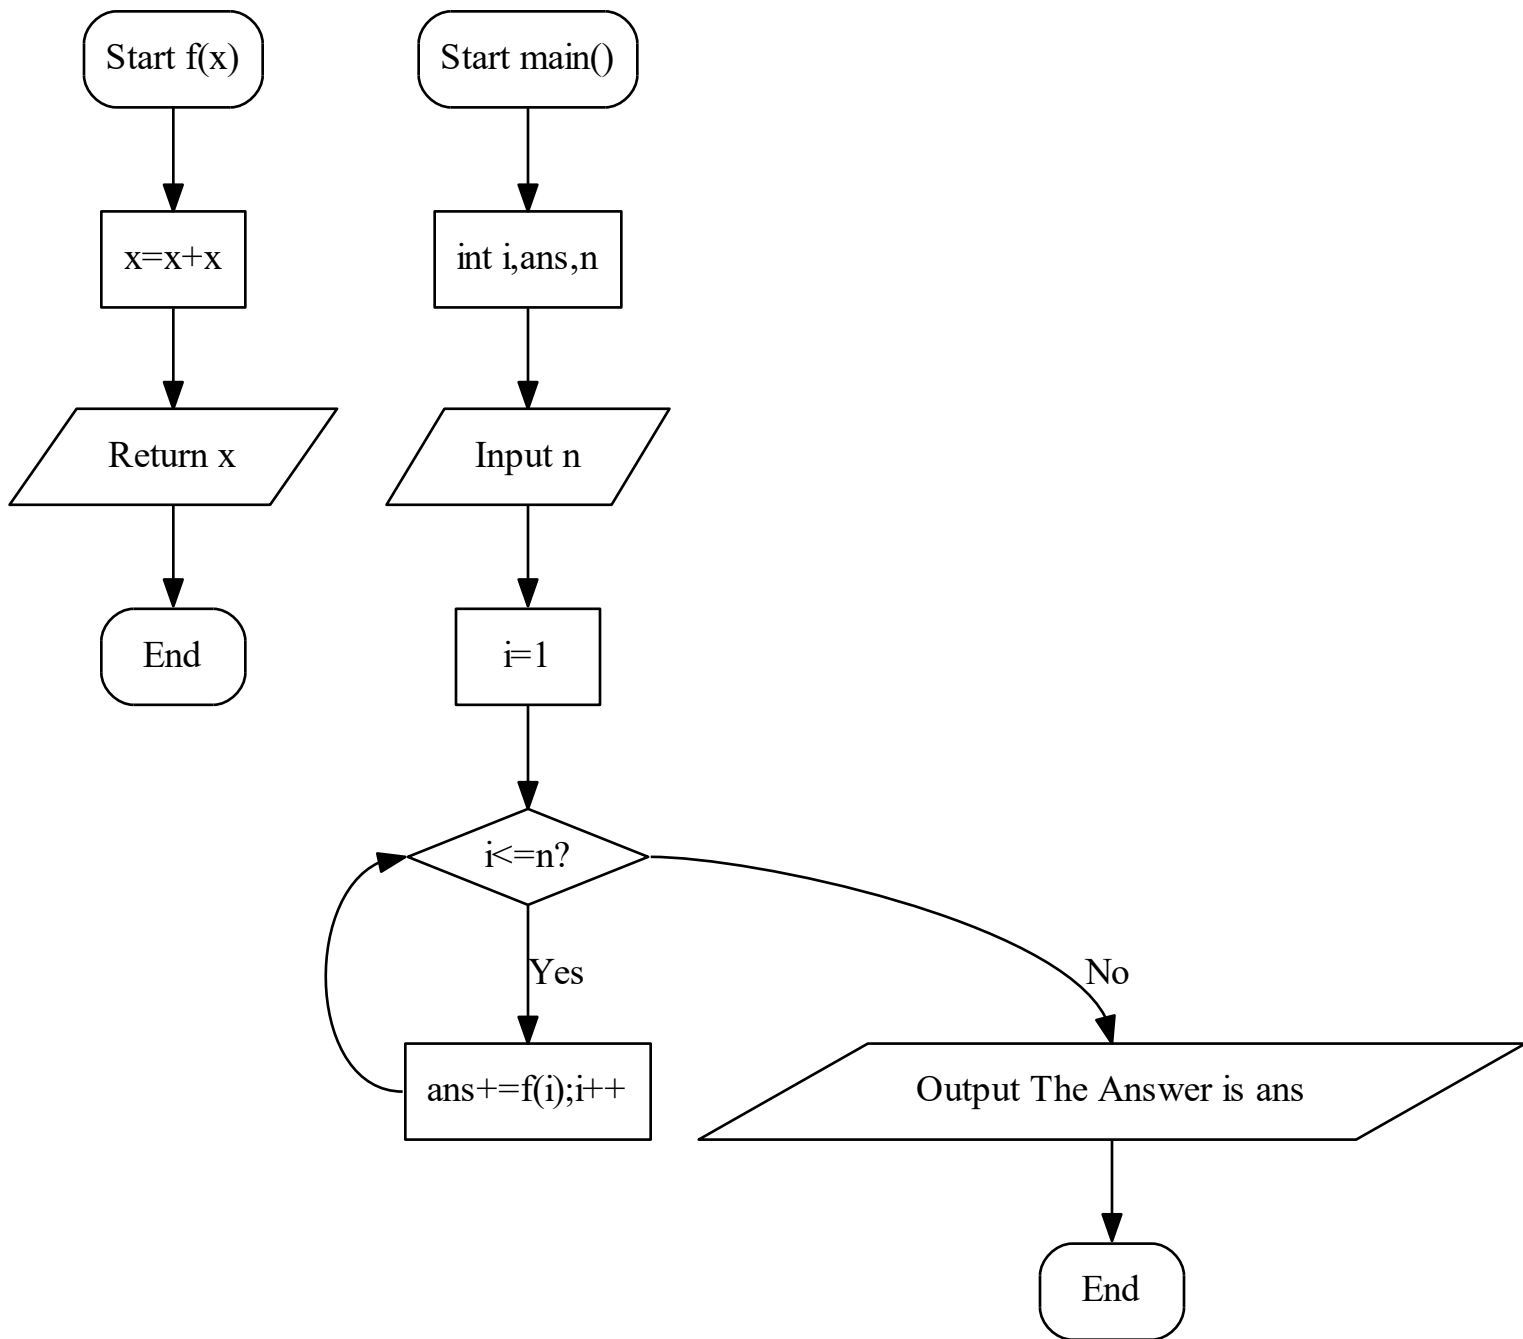 Start f(x)
x=x+x
Return x
End
Start main()
int i,ans,n
Input n
i=1
i<=n?
Yes
No
ans+=f(i);i++
Output The Answer is ans
End